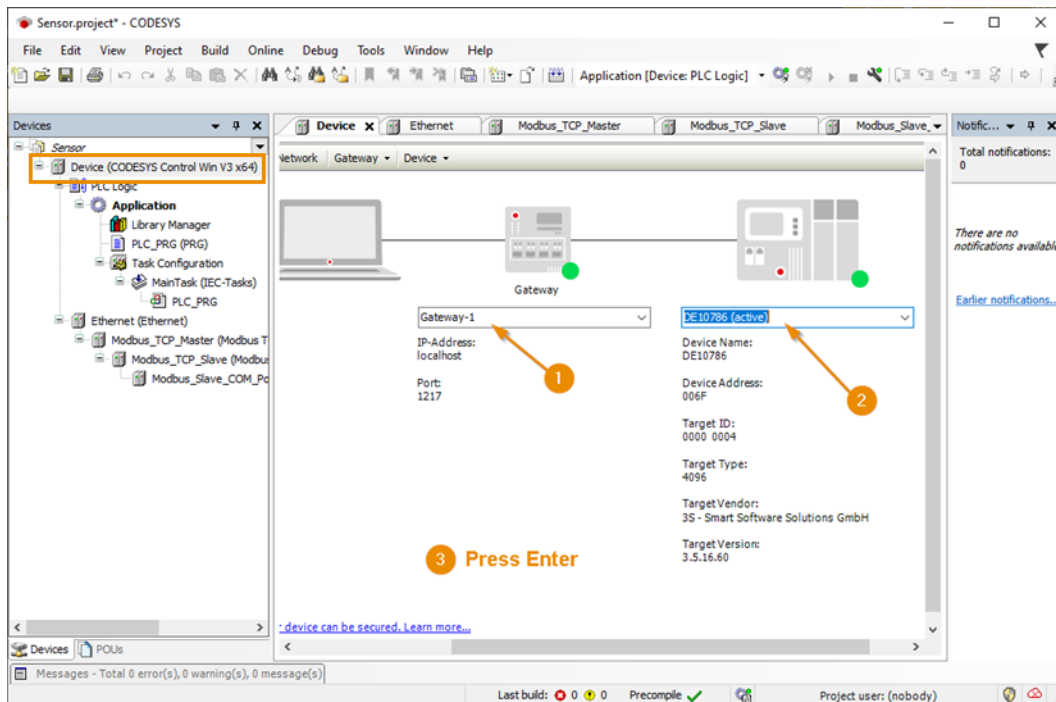 Sensor.project* - CODESYS
File Edit View Project Build Online Debug Tools Window Help
Application [Device: PLC Logic]
Devices
Sensor
Device (CODESYS Control Win V3 x64)
PLC Logic
Application
Library Manager
PLC_PRG (PRG)
Task Configuration
MainTask (IEC-Tasks)
PLC_PRG
Ethernet (Ethernet)
Modbus_TCP_Master (Modbus T
Modbus_TCP_Slave (Modbu
Modbus_Slave_COM_Po
Devices POUs
Device Ethernet Modbus_TCP_Master Modbus_TCP_Slave Modbus_Slave_
Network Gateway Device
Gateway
Gateway-1
IP-Address:
localhost
Port:
1217
1
DE10786 (active)
Device Name:
DE10786
Device Address:
006F
2
Target ID:
0000 0004
Target Type:
4096
Target Vendor:
3S - Smart Software Solutions GmbH
Target Version:
3.5.16.60
3 Press Enter
device can be secured. Learn more...
Notific...
Total notifications:
0
There are no
notifications available
Earlier notifications...
Messages - Total 0 error(s), 0 warning(s), 0 message(s)
Last build: 0 0 Precompile Project user: (nobody)